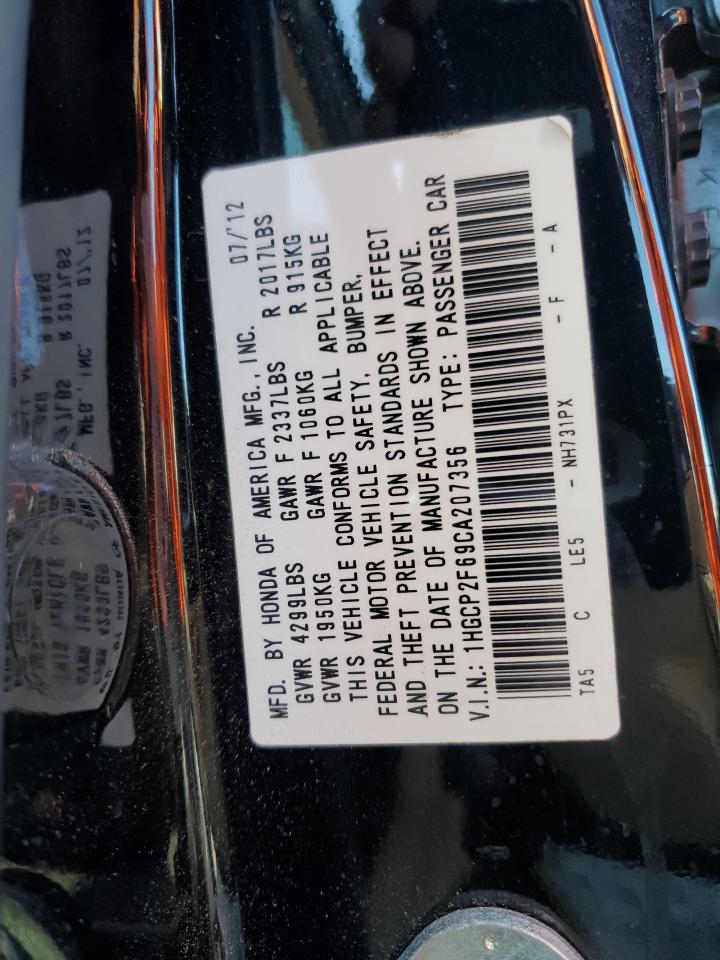 MFD. BY HONDA OF AMERICA MFG., INC. 07/'12
GVWR 4299LBS GAWR F 2337LBS R 2017LBS
GVWR 1950KG GAWR F 1060KG R 915KG
THIS VEHICLE CONFORMS TO ALL APPLICABLE
FEDERAL MOTOR VEHICLE SAFETY, BUMPER,
AND THEFT PREVENTION STANDARDS IN EFFECT
ON THE DATE OF MANUFACTURE SHOWN ABOVE.
V.I.N.: 1HGCP2F69CA207356 TYPE: PASSENGER CAR
TA5 C LE5 - NH731PX - F - A